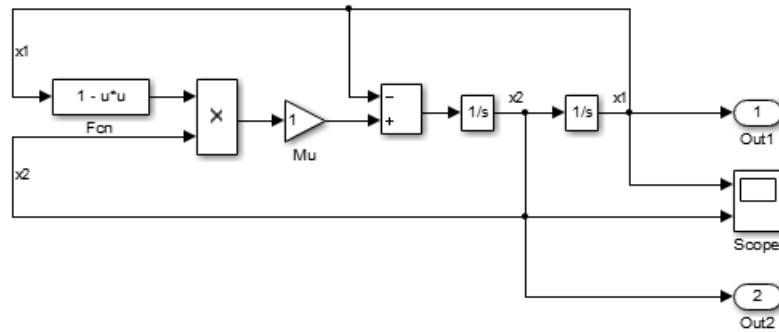 x1
1 - u*u
Fcn
×
1
Mu
−
+
1/s
x2
1/s
x1
1
Out1
x2
Scope
2
Out2